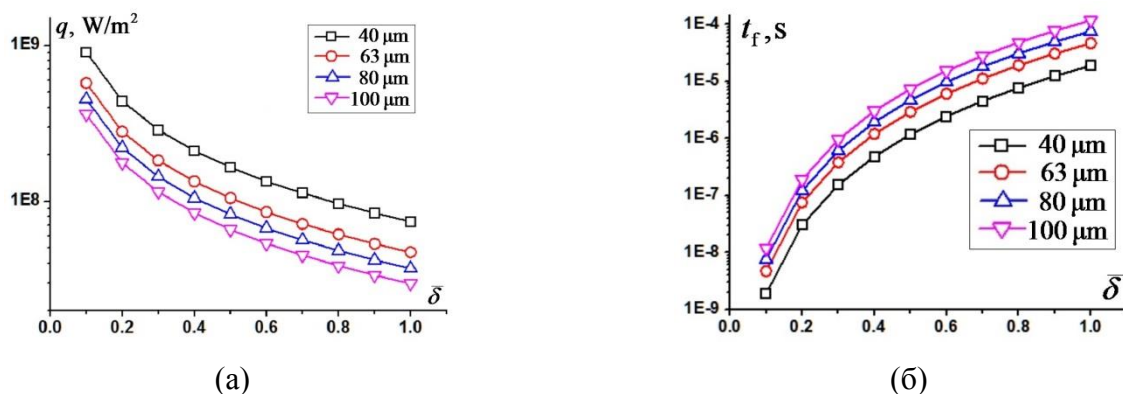 q, W/m²
1E9
1E8
0.0 0.2 0.4 0.6 0.8 1.0
δ̄
40 µm
63 µm
80 µm
100 µm
(а)
t_f, s
1E-4
1E-5
1E-6
1E-7
1E-8
1E-9
0.0 0.2 0.4 0.6 0.8 1.0
δ̄
40 µm
63 µm
80 µm
100 µm
(б)